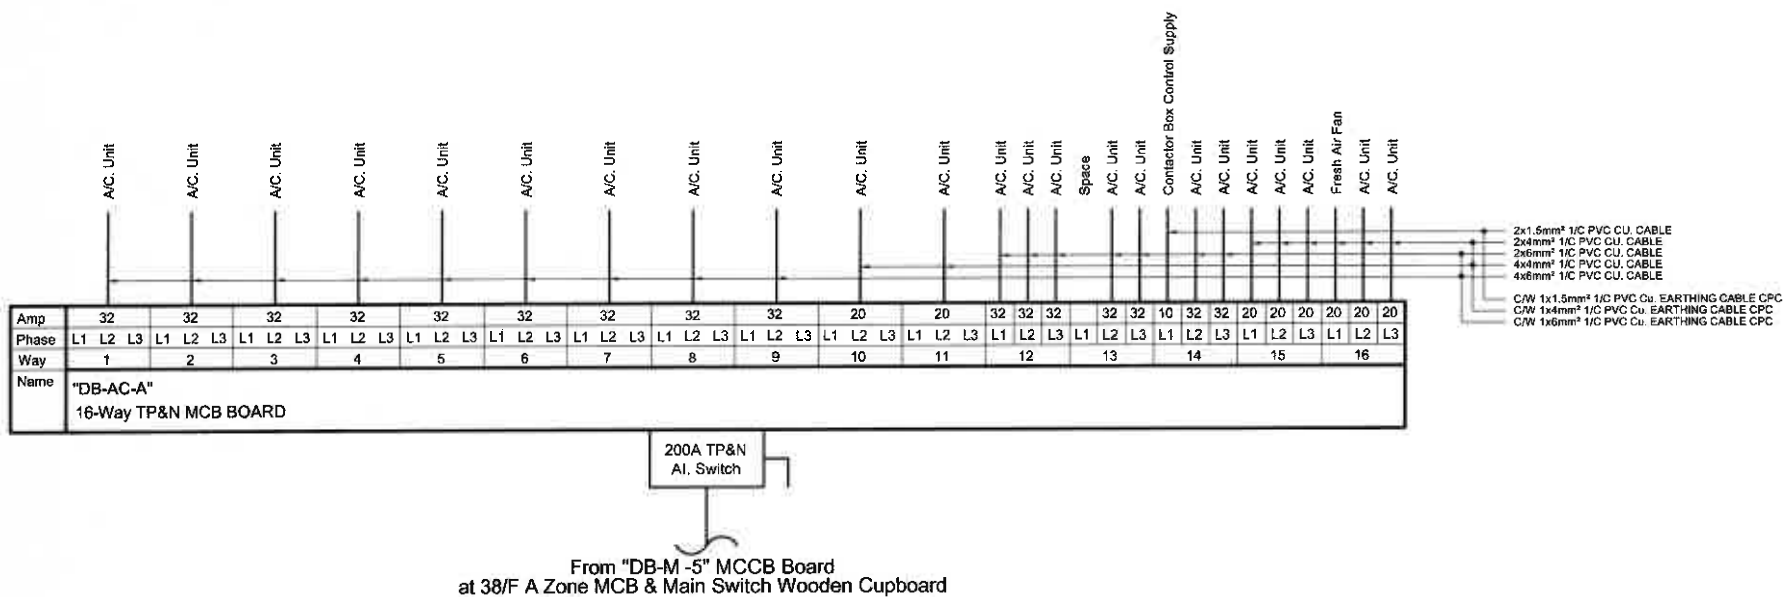 A/C. Unit
A/C. Unit
A/C. Unit
A/C. Unit
A/C. Unit
A/C. Unit
A/C. Unit
A/C. Unit
A/C. Unit
A/C. Unit
A/C. Unit
A/C. Unit
A/C. Unit
A/C. Unit
Space
A/C. Unit
A/C. Unit
Contactor Box Control Supply
A/C. Unit
A/C. Unit
A/C. Unit
A/C. Unit
A/C. Unit
Fresh Air Fan
A/C. Unit
A/C. Unit
2x1.5mm² 1/C PVC CU. CABLE
2x4mm² 1/C PVC CU. CABLE
2x6mm² 1/C PVC CU. CABLE
4x4mm² 1/C PVC CU. CABLE
4x6mm² 1/C PVC CU. CABLE
C/W 1x1.5mm² 1/C PVC Cu. EARTHING CABLE CPC
C/W 1x4mm² 1/C PVC Cu. EARTHING CABLE CPC
C/W 1x6mm² 1/C PVC Cu. EARTHING CABLE CPC
Amp 32 32 32 32 32 32 32 32 32 20 20 32 32 32 32 32 10 32 32 20 20 20 20 20 20
Phase L1 L2 L3 L1 L2 L3 L1 L2 L3 L1 L2 L3 L1 L2 L3 L1 L2 L3 L1 L2 L3 L1 L2 L3 L1 L2 L3 L1 L2 L3 L1 L2 L3 L1 L2 L3 L1 L2 L3 L1 L2 L3 L1 L2 L3 L1 L2 L3
Way 1 2 3 4 5 6 7 8 9 10 11 12 13 14 15 16
Name "DB-AC-A"
16-Way TP&N MCB BOARD
200A TP&N
AI. Switch
From "DB-M -5" MCCB Board
at 38/F A Zone MCB & Main Switch Wooden Cupboard